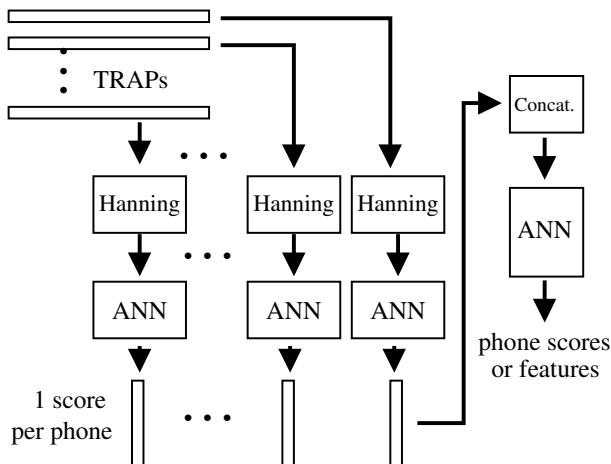 TRAPs
Concat.
Hanning
Hanning
Hanning
ANN
ANN
ANN
ANN
phone scores
or features
1 score
per phone